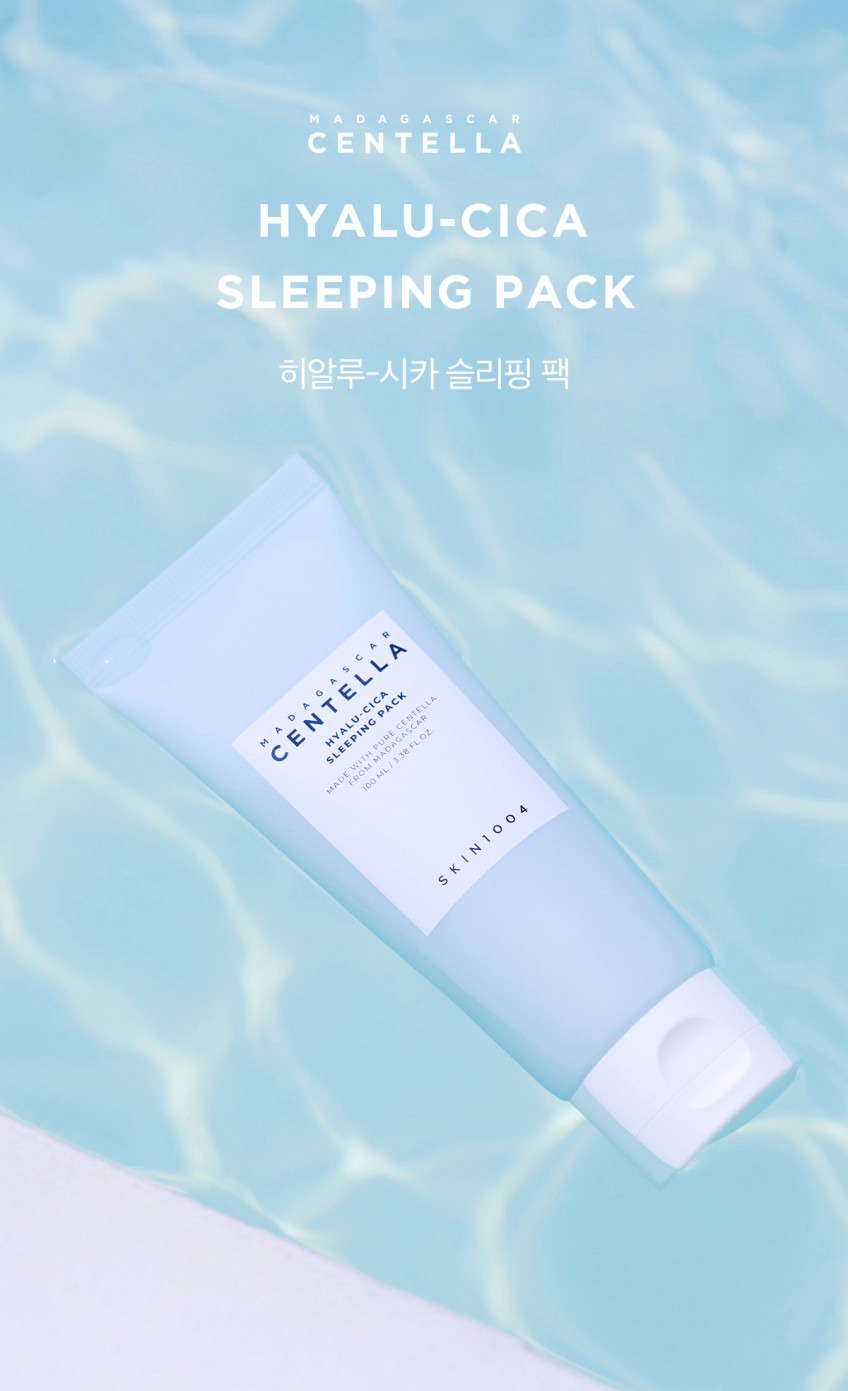 MADAGASCAR
CENTELLA
HYALU-CICA
SLEEPING PACK
히알루-시카 슬리핑 팩
MADAGASCAR
CENTELLA
HYALU-CICA
SLEEPING PACK
MADE WITH PURE CENTELLA
FROM MADAGASCAR
100 ML / 3.38 FL.OZ.
SKIN1004